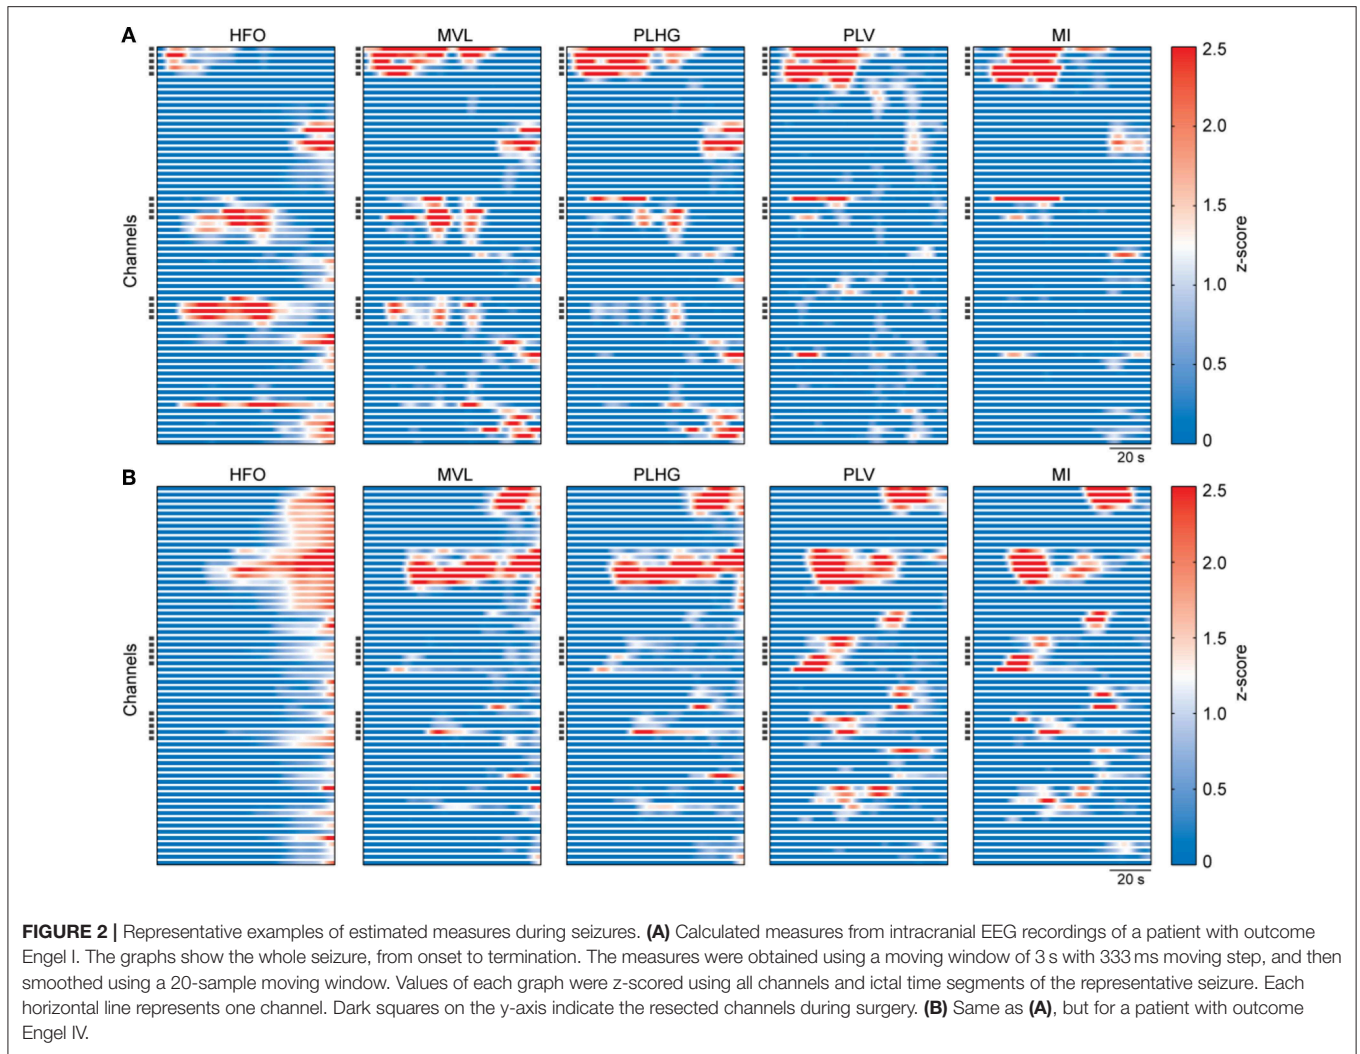 A
HFO MVL PLHG PLV MI
Channels
2.5
2.0
1.5
1.0
0.5
0
z-score
20 s
B
HFO MVL PLHG PLV MI
Channels
2.5
2.0
1.5
1.0
0.5
0
z-score
20 s
FIGURE 2 | Representative examples of estimated measures during seizures. (A) Calculated measures from intracranial EEG recordings of a patient with outcome
Engel I. The graphs show the whole seizure, from onset to termination. The measures were obtained using a moving window of 3 s with 333 ms moving step, and then
smoothed using a 20-sample moving window. Values of each graph were z-scored using all channels and ictal time segments of the representative seizure. Each
horizontal line represents one channel. Dark squares on the y-axis indicate the resected channels during surgery. (B) Same as (A), but for a patient with outcome
Engel IV.